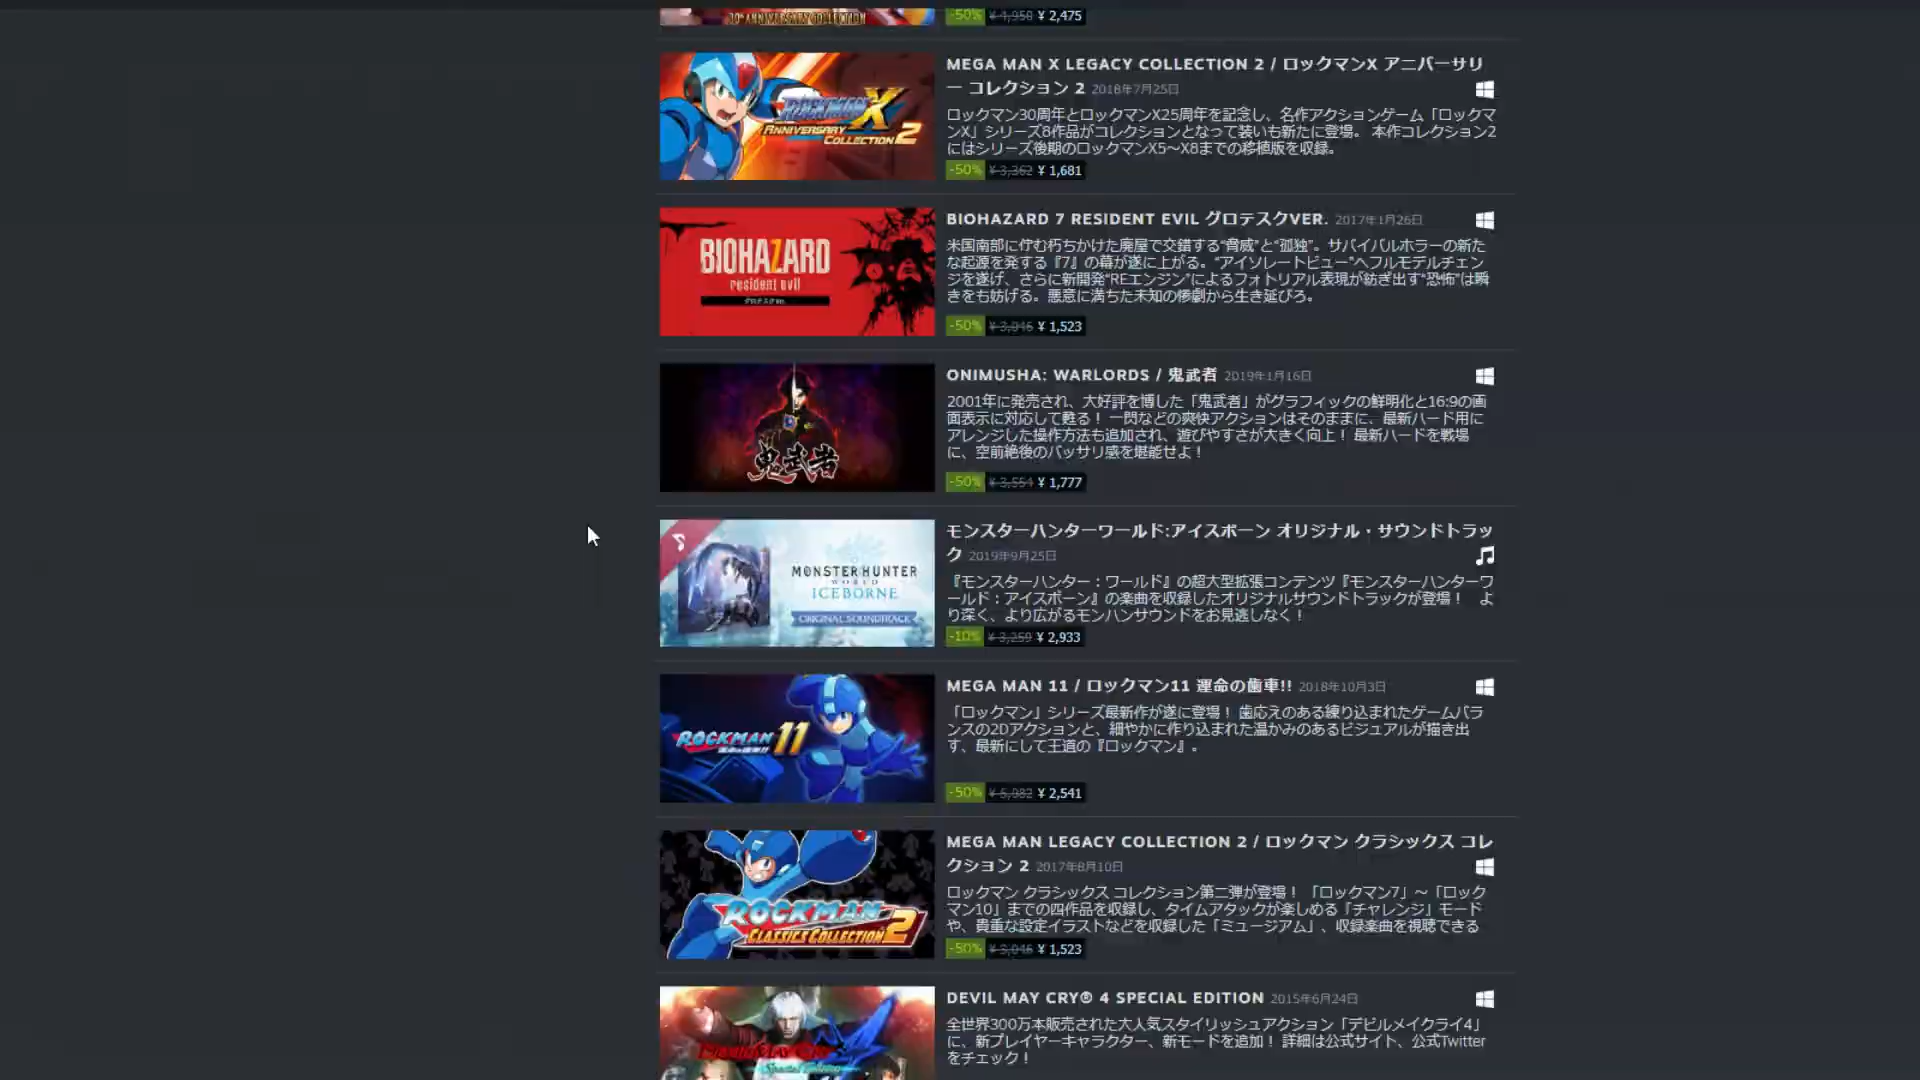 30TH ANNIVERSARY COLLECTION
-50% ¥ 4,950 ¥ 2,475
ROCKMAN X
ANNIVERSARY
COLLECTION 2
MEGA MAN X LEGACY COLLECTION 2 / ロックマンX アニバーサリ
ー コレクション 2 2018年7月25日
ロックマン30周年とロックマンX25周年を記念し、名作アクションゲーム「ロックマ
ンX」シリーズ8作品がコレクションとなって装いも新たに登場。 本作コレクション2
にはシリーズ後期のロックマンX5～X8までの移植版を収録。
-50% ¥ 3,362 ¥ 1,681
BIOHAZARD
resident evil
グロテスクVer.
BIOHAZARD 7 RESIDENT EVIL グロテスクVER. 2017年1月26日
米国南部に佇む朽ちかけた廃屋で交錯する“脅威”と“孤独”。サバイバルホラーの新た
な起源を発する『7』の幕が遂に上がる。“アイソレートビュー”へフルモデルチェン
ジを遂げ、さらに新開発“REエンジン”によるフォトリアル表現が紡ぎ出す“恐怖”は瞬
きをも妨げる。悪意に満ちた未知の惨劇から生き延びろ。
-50% ¥ 3,046 ¥ 1,523
鬼武者
ONIMUSHA: WARLORDS / 鬼武者 2019年1月16日
2001年に発売され、大好評を博した「鬼武者」がグラフィックの鮮明化と16:9の画
面表示に対応して甦る！ 一閃などの爽快アクションはそのままに、最新ハード用に
アレンジした操作方法も追加され、遊びやすさが大きく向上！ 最新ハードを戦場
に、空前絶後のバッサリ感を堪能せよ！
-50% ¥ 3,554 ¥ 1,777
MONSTER HUNTER
WORLD
ICEBORNE
ORIGINAL SOUNDTRACK
モンスターハンターワールド:アイスボーン オリジナル・サウンドトラッ
ク 2019年9月25日
『モンスターハンター：ワールド』の超大型拡張コンテンツ『モンスターハンターワ
ールド：アイスボーン』の楽曲を収録したオリジナルサウンドトラックが登場！　よ
り深く、より広がるモンハンサウンドをお見逃しなく！
-10% ¥ 3,259 ¥ 2,933
ROCKMAN 11
運命の歯車!!
MEGA MAN 11 / ロックマン11 運命の歯車!! 2018年10月3日
「ロックマン」シリーズ最新作が遂に登場！ 歯応えのある練り込まれたゲームバラ
ンスの2Dアクションと、細やかに作り込まれた温かみのあるビジュアルが描き出
す、最新にして王道の『ロックマン』。
-50% ¥ 5,082 ¥ 2,541
ROCKMAN
CLASSICS COLLECTION 2
MEGA MAN LEGACY COLLECTION 2 / ロックマン クラシックス コレ
クション 2 2017年8月10日
ロックマン クラシックス コレクション第二弾が登場！ 「ロックマン7」～「ロック
マン10」までの四作品を収録し、タイムアタックが楽しめる「チャレンジ」モード
や、貴重な設定イラストなどを収録した「ミュージアム」、収録楽曲を視聴できる
-50% ¥ 3,046 ¥ 1,523
Devil May Cry 4
Special Edition
DEVIL MAY CRY® 4 SPECIAL EDITION 2015年6月24日
全世界300万本販売された大人気スタイリッシュアクション「デビルメイクライ4」
に、新プレイヤーキャラクター、新モードを追加！ 詳細は公式サイト、公式Twitter
をチェック！